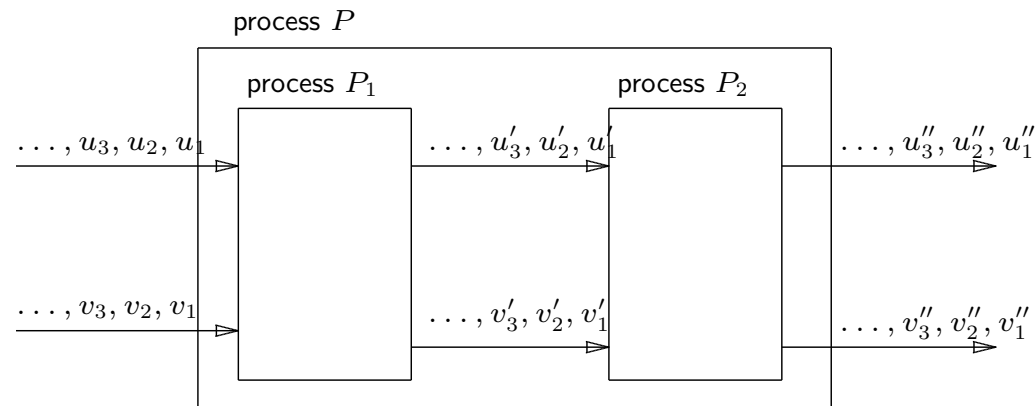 process P
process P₁
process P₂
…, u₃, u₂, u₁
…, u′₃, u′₂, u′₁
…, u″₃, u″₂, u″₁
…, v₃, v₂, v₁
…, v′₃, v′₂, v′₁
…, v″₃, v″₂, v″₁